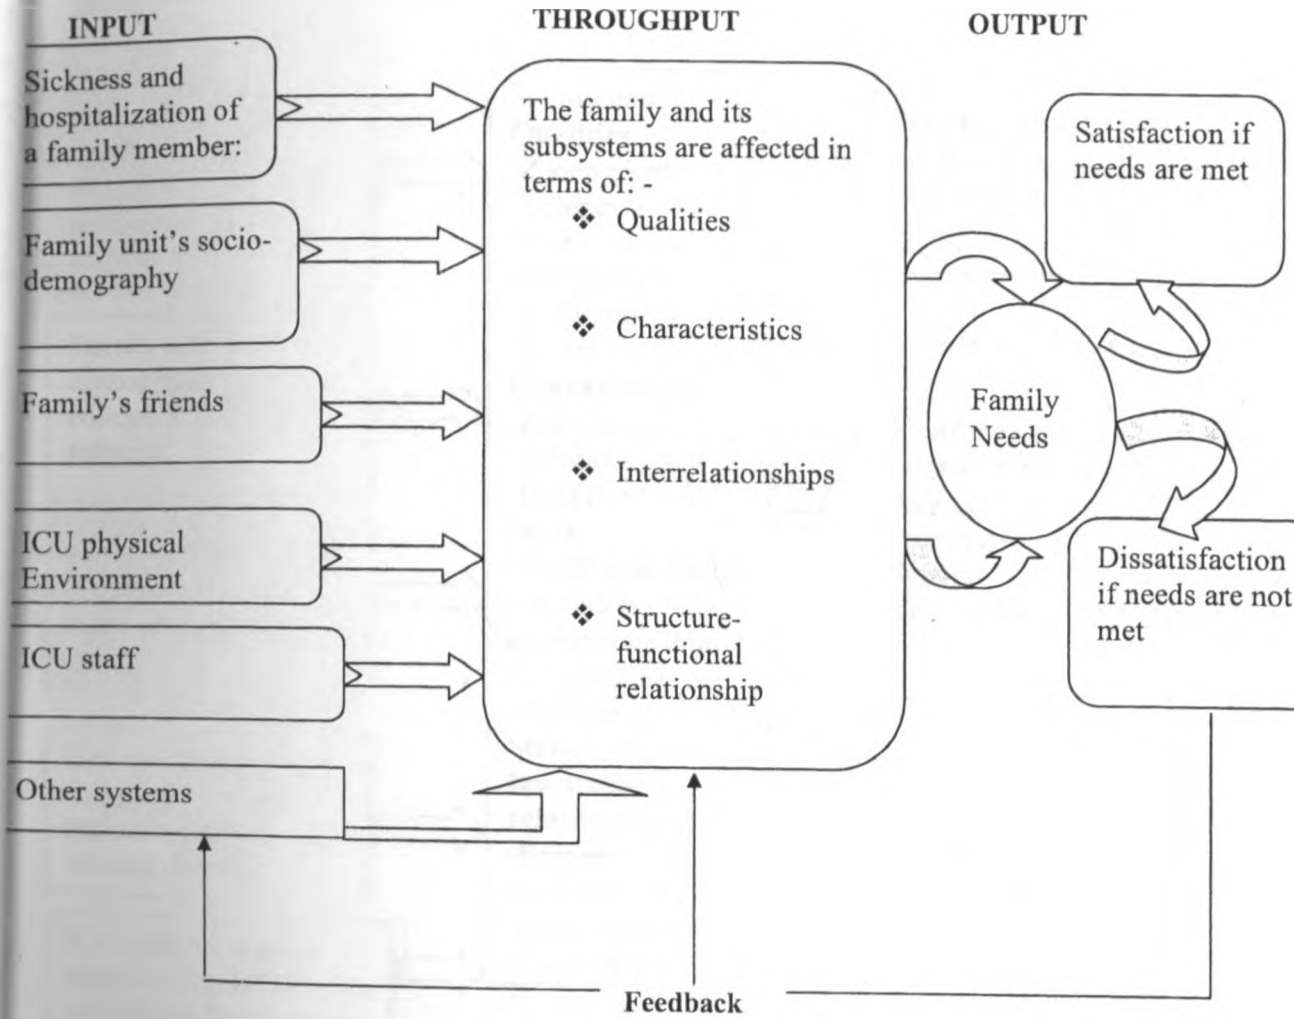 INPUT
THROUGHPUT
OUTPUT
Sickness and
hospitalization of
a family member:
Family unit's socio-
demography
Family's friends
ICU physical
Environment
ICU staff
Other systems
The family and its
subsystems are affected in
terms of: -
❖ Qualities
❖ Characteristics
❖ Interrelationships
❖ Structure-
functional
relationship
Family
Needs
Satisfaction if
needs are met
Dissatisfaction
if needs are not
met
Feedback